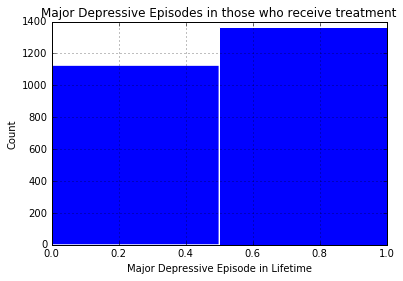 Major Depressive Episodes in those who receive treatment
1400
1200
1000
800
600
400
200
0
0.0 0.2 0.4 0.6 0.8 1.0
Count
Major Depressive Episode in Lifetime